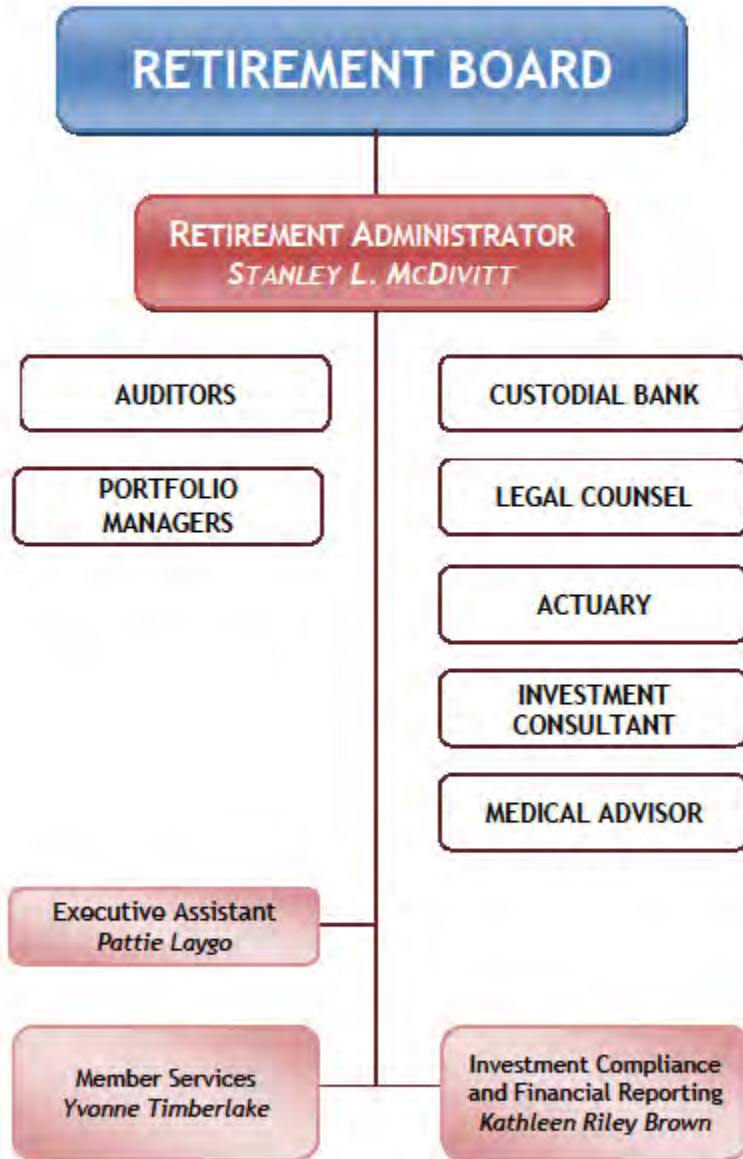 RETIREMENT BOARD
RETIREMENT ADMINISTRATOR
STANLEY L. MCDIVITT
AUDITORS
PORTFOLIO
MANAGERS
CUSTODIAL BANK
LEGAL COUNSEL
ACTUARY
INVESTMENT
CONSULTANT
MEDICAL ADVISOR
Executive Assistant
Pattie Laygo
Member Services
Yvonne Timberlake
Investment Compliance
and Financial Reporting
Kathleen Riley Brown